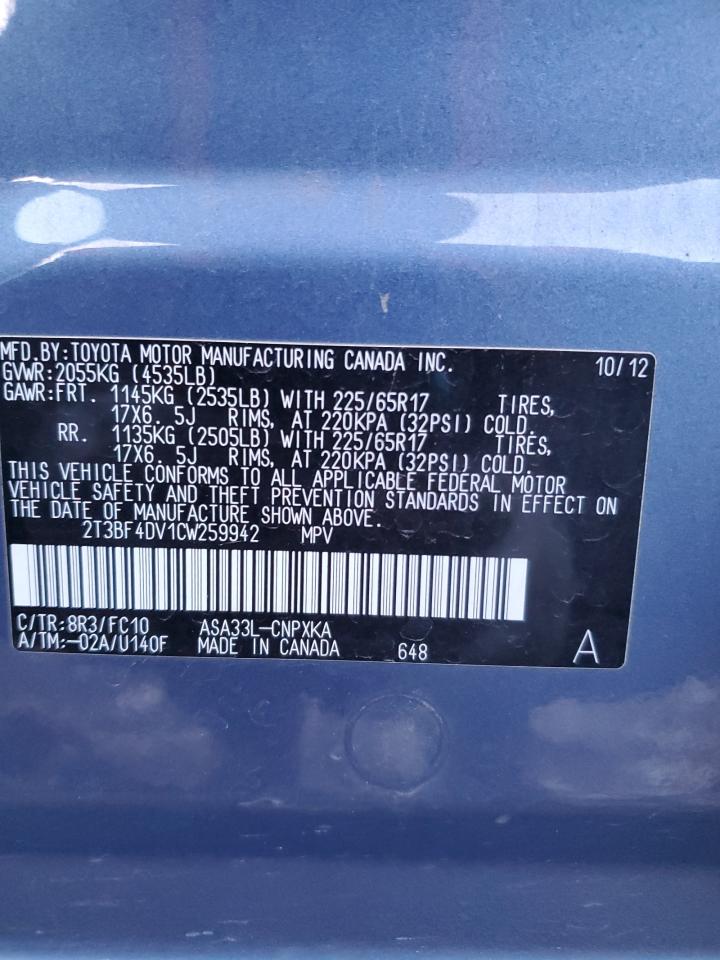 MFD.BY:TOYOTA MOTOR MANUFACTURING CANADA INC. 10/12
GVWR:2055KG (4535LB)
GAWR:FRT. 1145KG (2535LB) WITH 225/65R17 TIRES,
17X6. 5J RIMS, AT 220KPA (32PSI) COLD.
RR. 1135KG (2505LB) WITH 225/65R17 TIRES,
17X6. 5J RIMS, AT 220KPA (32PSI) COLD.
THIS VEHICLE CONFORMS TO ALL APPLICABLE FEDERAL MOTOR
VEHICLE SAFETY AND THEFT PREVENTION STANDARDS IN EFFECT ON
THE DATE OF MANUFACTURE SHOWN ABOVE.
2T3BF4DV1CW259942 MPV
C/TR:8R3/FC10 ASA33L-CNPXKA
A/TM:-02A/U140F MADE IN CANADA 648 A